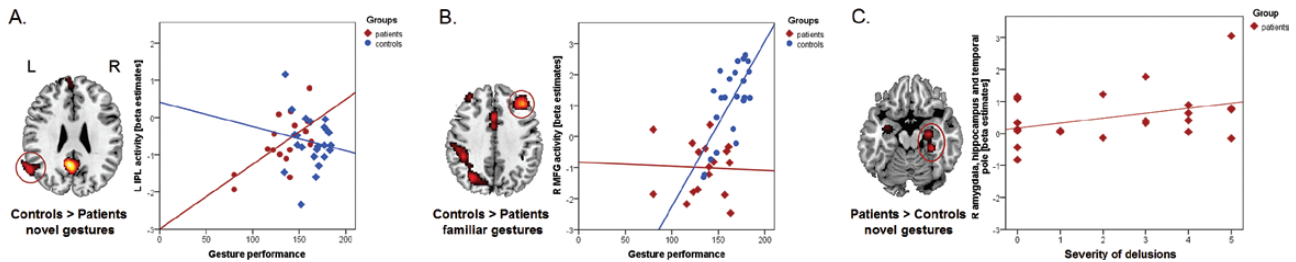 A.
L
R
Controls > Patients
novel gestures
L IPL activity [beta estimates]
2
1
0
-1
-2
-3
0
50
100
150
200
Gesture performance
Groups
patients
controls
B.
Controls > Patients
familiar gestures
R MFG activity [beta estimates]
3
2
1
0
-1
-2
-3
0
50
100
150
200
Gesture performance
Groups
patients
controls
C.
Patients > Controls
novel gestures
R amygdala, hippocampus and temporal
pole [beta estimates]
3
2
1
0
-1
-2
-3
0
1
2
3
4
5
Severity of delusions
Group
patients